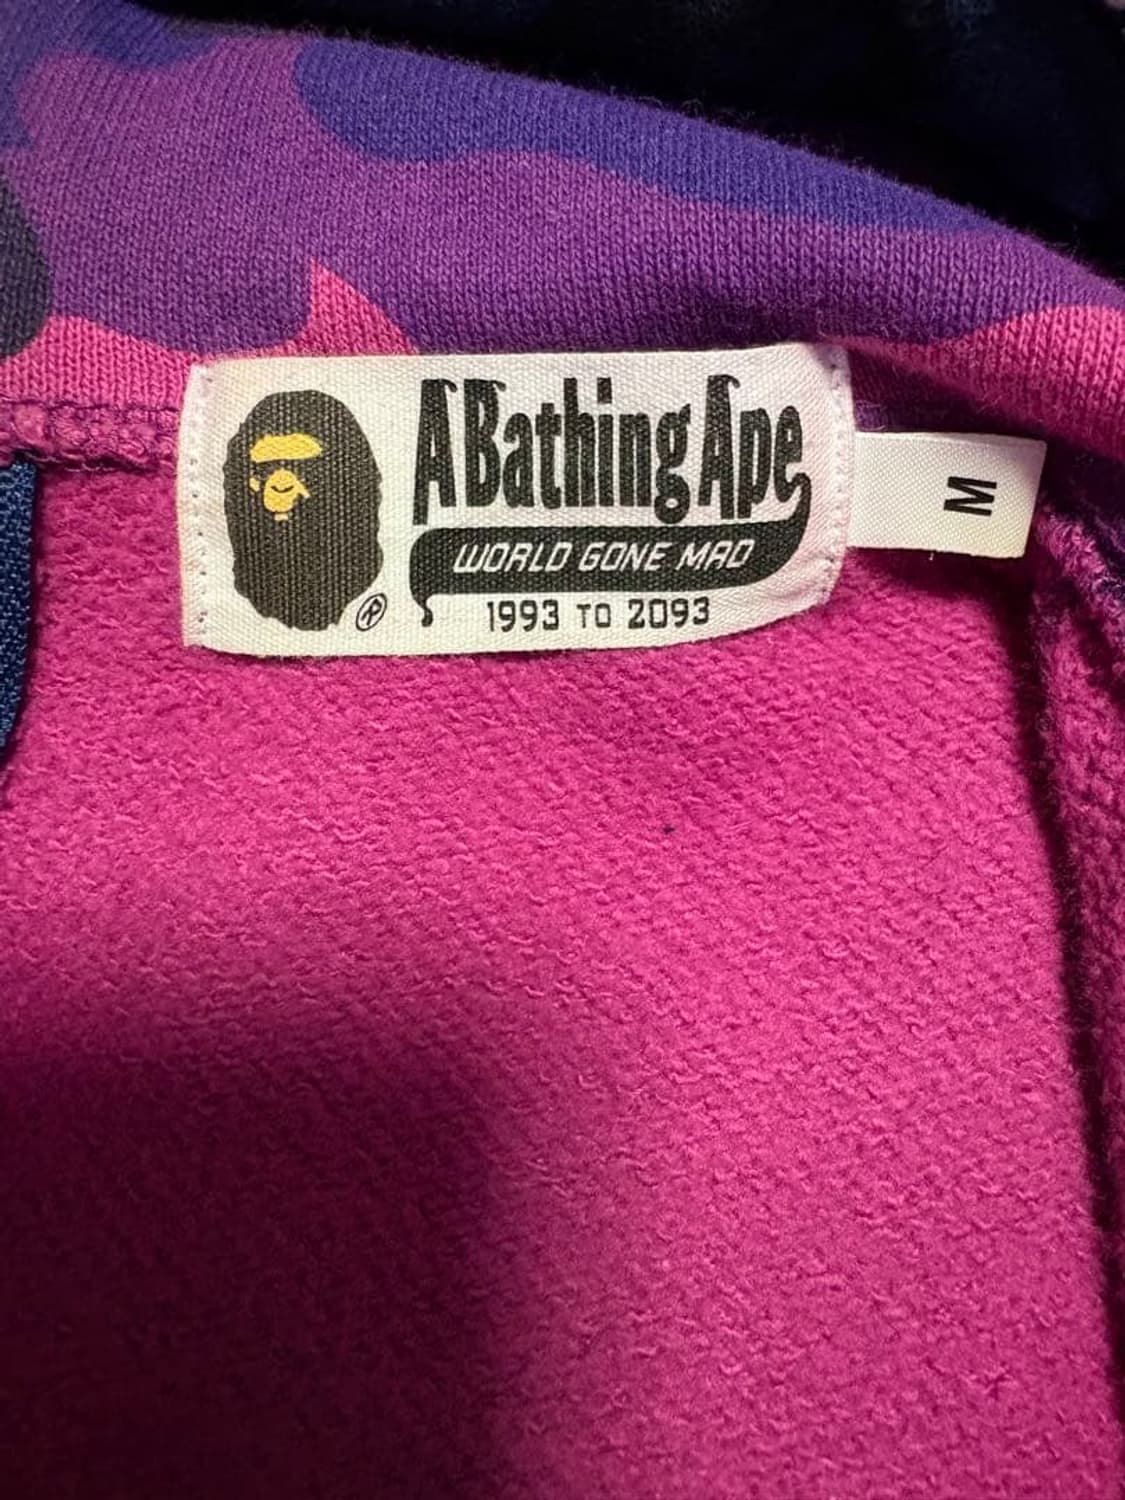 A Bathing Ape
WORLD GONE MAD
1993 TO 2093
®
M